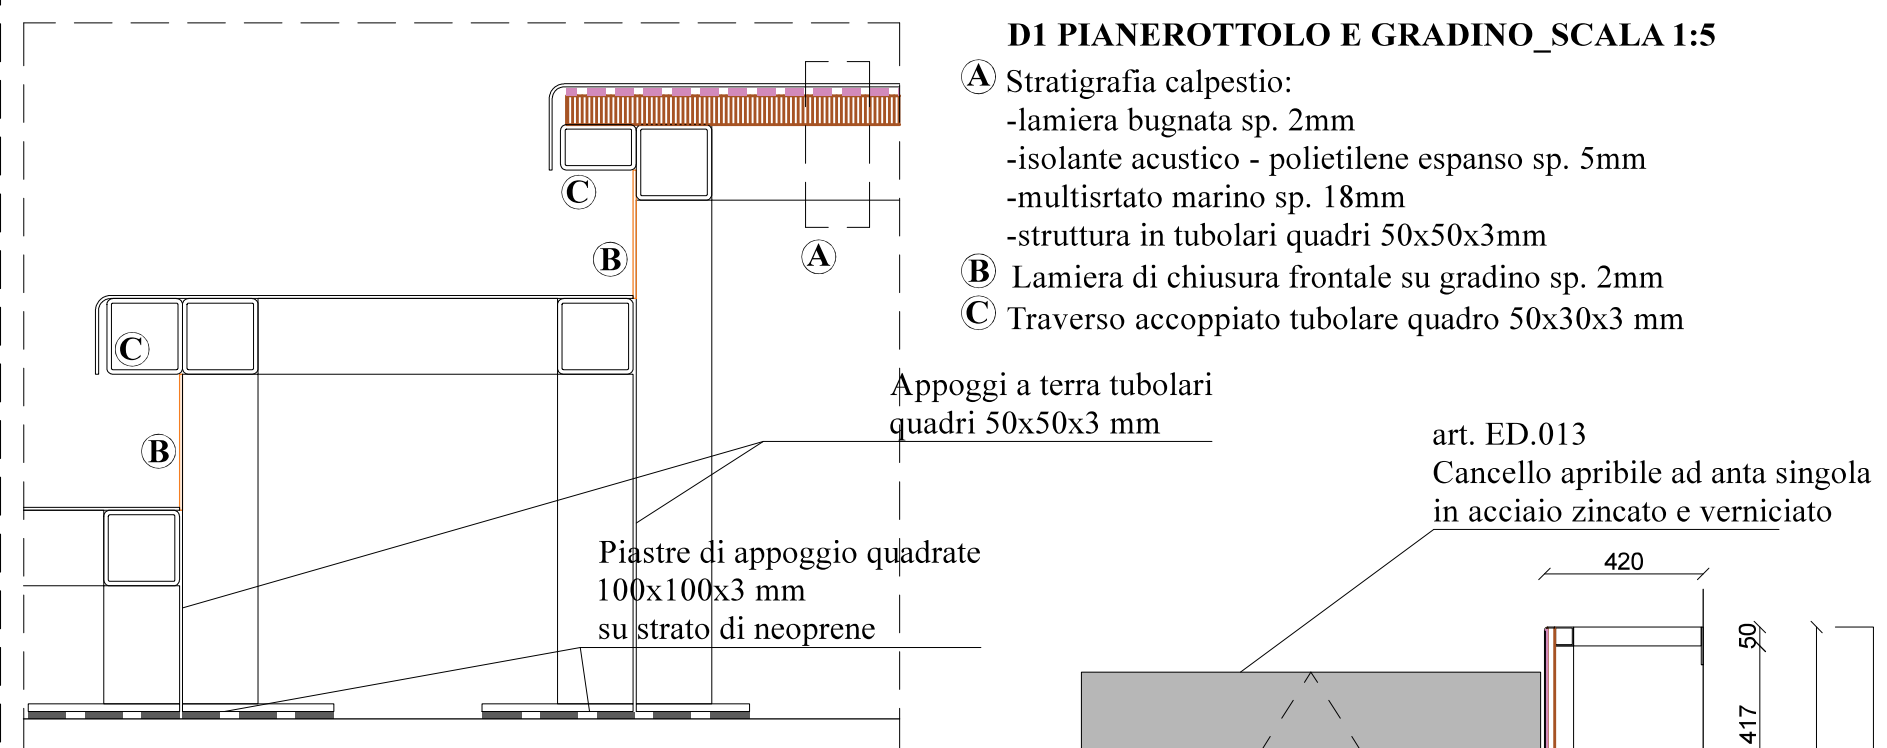 D1 PIANEROTTOLO E GRADINO_SCALA 1:5
A Stratigrafia calpestio:
-lamiera bugnata sp. 2mm
-isolante acustico - polietilene espanso sp. 5mm
-multisrtato marino sp. 18mm
-struttura in tubolari quadri 50x50x3mm
B Lamiera di chiusura frontale su gradino sp. 2mm
C Traverso accoppiato tubolare quadro 50x30x3 mm
C
B
A
C
B
Appoggi a terra tubolari
quadri 50x50x3 mm
Piastre di appoggio quadrate
100x100x3 mm
su strato di neoprene
art. ED.013
Cancello apribile ad anta singola
in acciaio zincato e verniciato
420
50
417